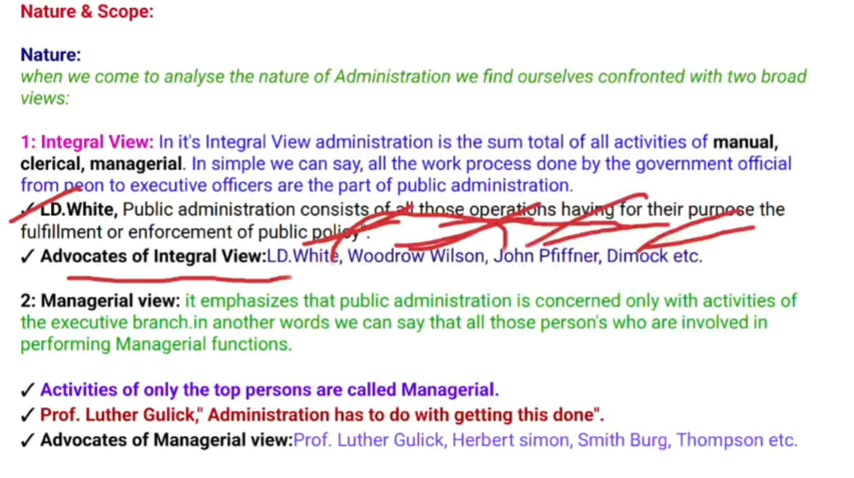 Nature & Scope:
Nature:
when we come to analyse the nature of Administration we find ourselves confronted with two broad
views:
1: Integral View: In it's Integral View administration is the sum total of all activities of manual,
clerical, managerial. In simple we can say, all the work process done by the government official
from peon to executive officers are the part of public administration.
✓ LD.White, Public administration consists of all those operations having for their purpose the
fulfillment or enforcement of public policy".
✓ Advocates of Integral View:LD.White, Woodrow Wilson, John Pfiffner, Dimock etc.
2: Managerial view: it emphasizes that public administration is concerned only with activities of
the executive branch.in another words we can say that all those person's who are involved in
performing Managerial functions.
✓ Activities of only the top persons are called Managerial.
✓ Prof. Luther Gulick," Administration has to do with getting this done".
✓ Advocates of Managerial view:Prof. Luther Gulick, Herbert simon, Smith Burg, Thompson etc.